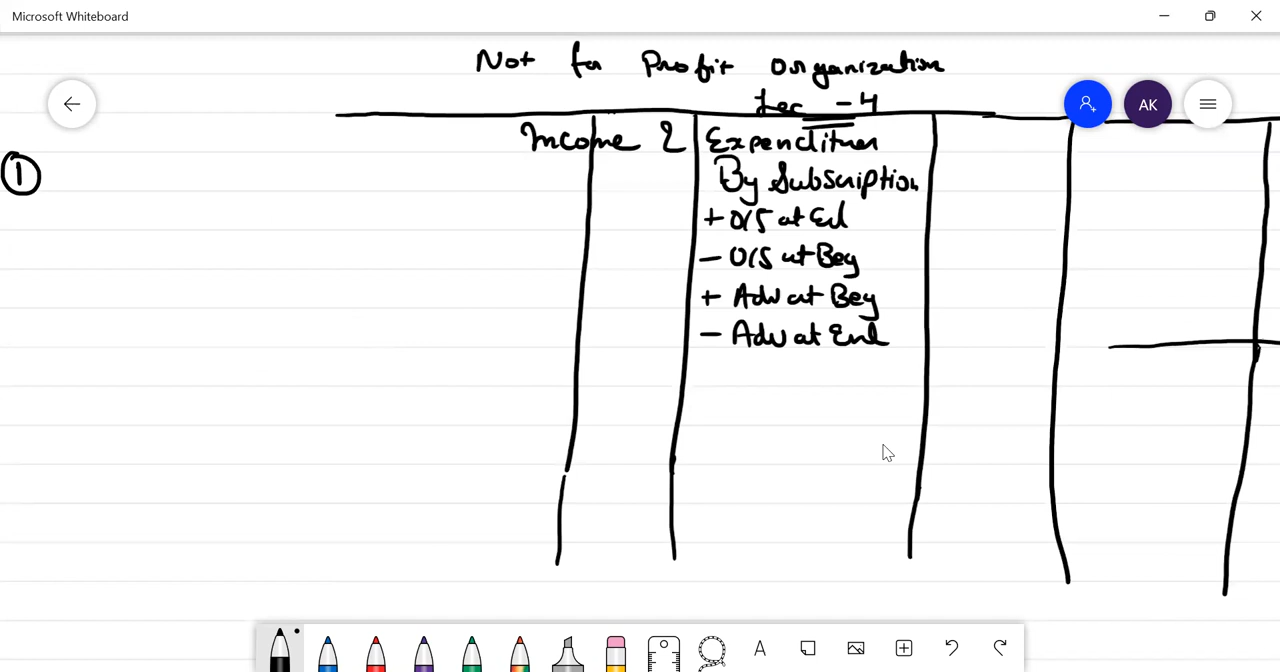 Microsoft Whiteboard
Not for Profit Organization
Lec - 4
AK
Income & Expenditure
1
By Subscription
+ O/S at End
- O/S at Beg
+ Adv at Beg
- Adv at End
A